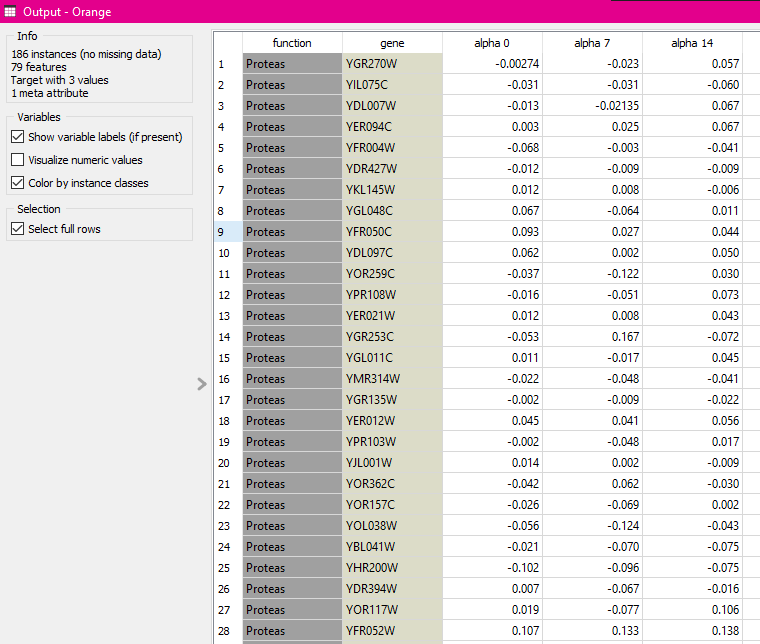 Output - Orange
Info
186 instances (no missing data)
79 features
Target with 3 values
1 meta attribute
Variables
Show variable labels (if present)
Visualize numeric values
Color by instance classes
Selection
Select full rows
function gene alpha 0 alpha 7 alpha 14
1 Proteas YGR270W -0.00274 -0.023 0.057
2 Proteas YIL075C -0.031 -0.031 -0.060
3 Proteas YDL007W -0.013 -0.02135 0.067
4 Proteas YER094C 0.003 0.025 0.067
5 Proteas YFR004W -0.068 -0.003 -0.041
6 Proteas YDR427W -0.012 -0.009 -0.009
7 Proteas YKL145W 0.012 0.008 -0.006
8 Proteas YGL048C 0.067 -0.064 0.011
9 Proteas YFR050C 0.093 0.027 0.044
10 Proteas YDL097C 0.062 0.002 0.050
11 Proteas YOR259C -0.037 -0.122 0.030
12 Proteas YPR108W -0.016 -0.051 0.073
13 Proteas YER021W 0.012 0.008 0.043
14 Proteas YGR253C -0.053 0.167 -0.072
15 Proteas YGL011C 0.011 -0.017 0.045
16 Proteas YMR314W -0.022 -0.048 -0.041
17 Proteas YGR135W -0.002 -0.009 -0.022
18 Proteas YER012W 0.045 0.041 0.056
19 Proteas YPR103W -0.002 -0.048 0.017
20 Proteas YJL001W 0.014 0.002 -0.009
21 Proteas YOR362C -0.042 0.062 -0.030
22 Proteas YOR157C -0.026 -0.069 0.002
23 Proteas YOL038W -0.056 -0.124 -0.043
24 Proteas YBL041W -0.021 -0.070 -0.075
25 Proteas YHR200W -0.102 -0.096 -0.075
26 Proteas YDR394W 0.007 -0.067 -0.016
27 Proteas YOR117W 0.019 -0.077 0.106
28 Proteas YFR052W 0.107 0.133 0.138